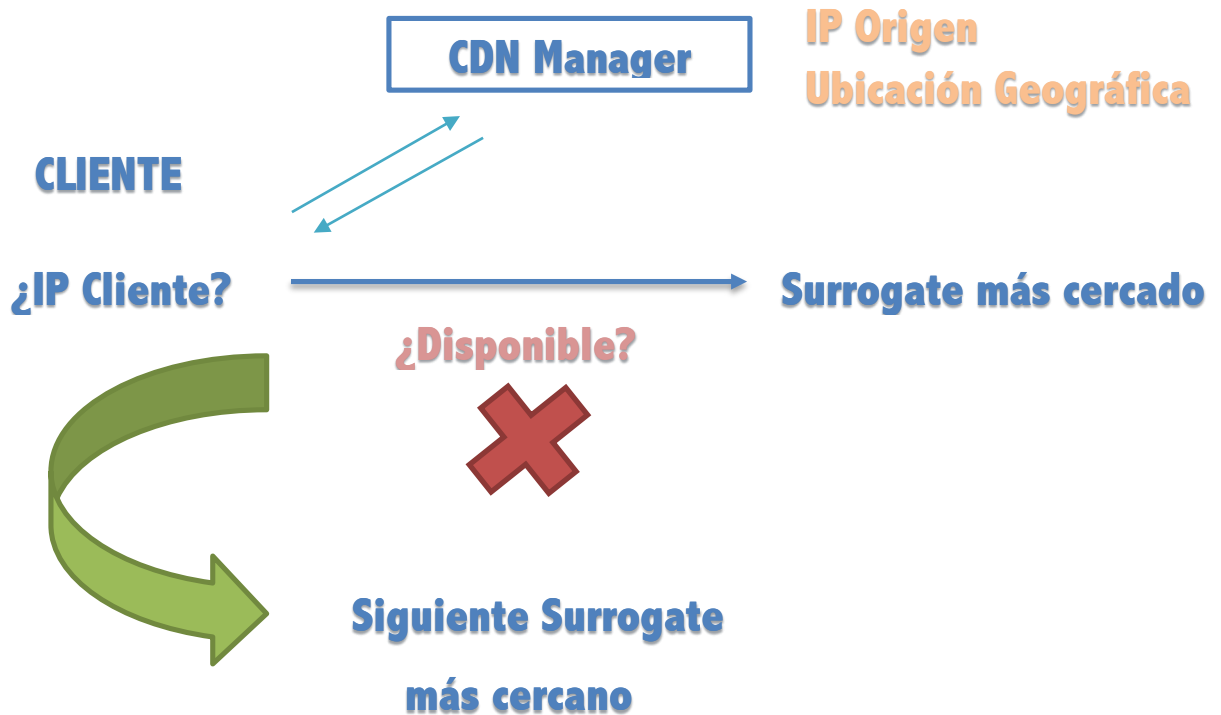 CDN Manager
IP Origen
Ubicación Geográfica
CLIENTE
¿IP Cliente?
Surrogate más cercado
¿Disponible?
Siguiente Surrogate
más cercano